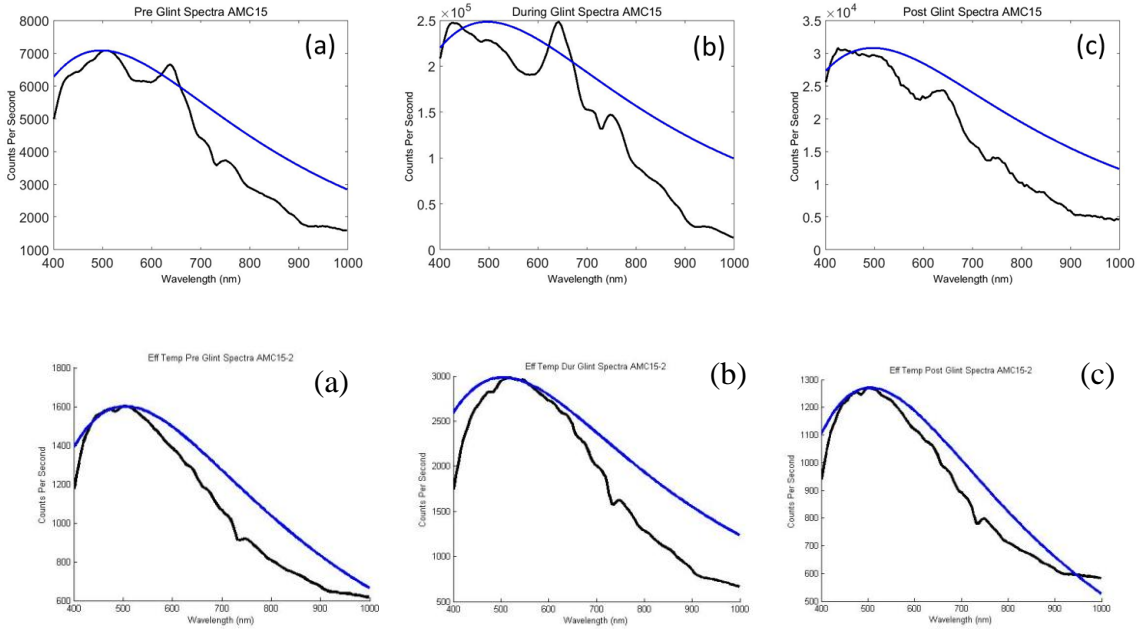 Pre Glint Spectra AMC15
(a)
Counts Per Second
8000
7000
6000
5000
4000
3000
2000
1000
400 500 600 700 800 900 1000
Wavelength (nm)
During Glint Spectra AMC15
×10⁵
(b)
Counts Per Second
2.5
2
1.5
1
0.5
0
400 500 600 700 800 900 1000
Wavelength (nm)
Post Glint Spectra AMC15
×10⁴
(c)
Counts Per Second
3.5
3
2.5
2
1.5
1
0.5
0
400 500 600 700 800 900 1000
Wavelength (nm)
Eff Temp Pre Glint Spectra AMC15-2
(a)
Counts Per Second
1800
1600
1400
1200
1000
800
600
400 500 600 700 800 900 1000
Wavelength (nm)
Eff Temp Dur Glint Spectra AMC15-2
(b)
Counts Per Second
3000
2500
2000
1500
1000
500
400 500 600 700 800 900 1000
Wavelength (nm)
Eff Temp Post Glint Spectra AMC15-2
(c)
Counts Per Second
1300
1200
1100
1000
900
800
700
600
500
400 500 600 700 800 900 1000
Wavelength (nm)